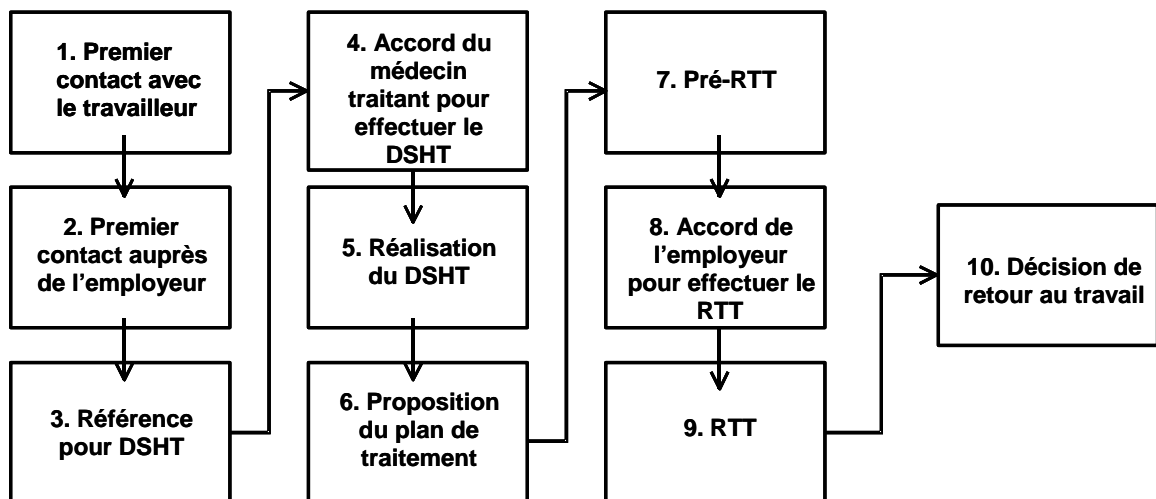 1. Premier
contact avec
le travailleur
2. Premier
contact auprès
de l'employeur
3. Référence
pour DSHT
4. Accord du
médecin
traitant pour
effectuer le
DSHT
5. Réalisation
du DSHT
6. Proposition
du plan de
traitement
7. Pré-RTT
8. Accord de
l'employeur
pour effectuer le
RTT
9. RTT
10. Décision de
retour au travail